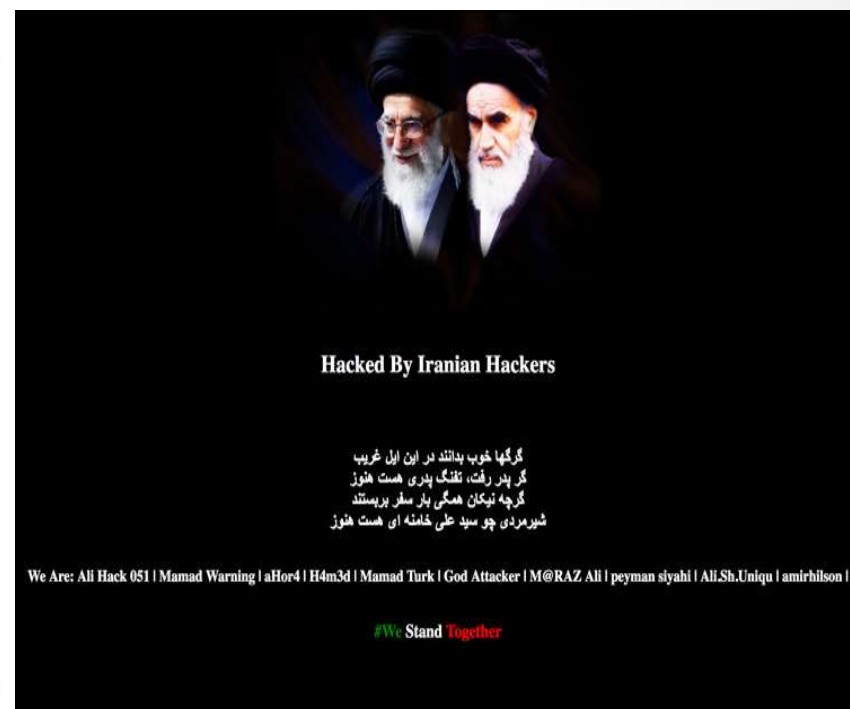 Hacked By Iranian Hackers
گرگها خوب بدانند در این ایل غریب
گر پدر رفت، تفنگ پدری هست هنوز
گرچه نیکان همگی بار سفر بربستند
شیرمردی چو سید علی خامنه ای هست هنوز
We Are: Ali Hack 051 | Mamad Warning | aHor4 | H4m3d | Mamad Turk | God Attacker | M@RAZ Ali | peyman siyahi | Ali.Sh.Uniqu | amirhilson |
#We Stand Together